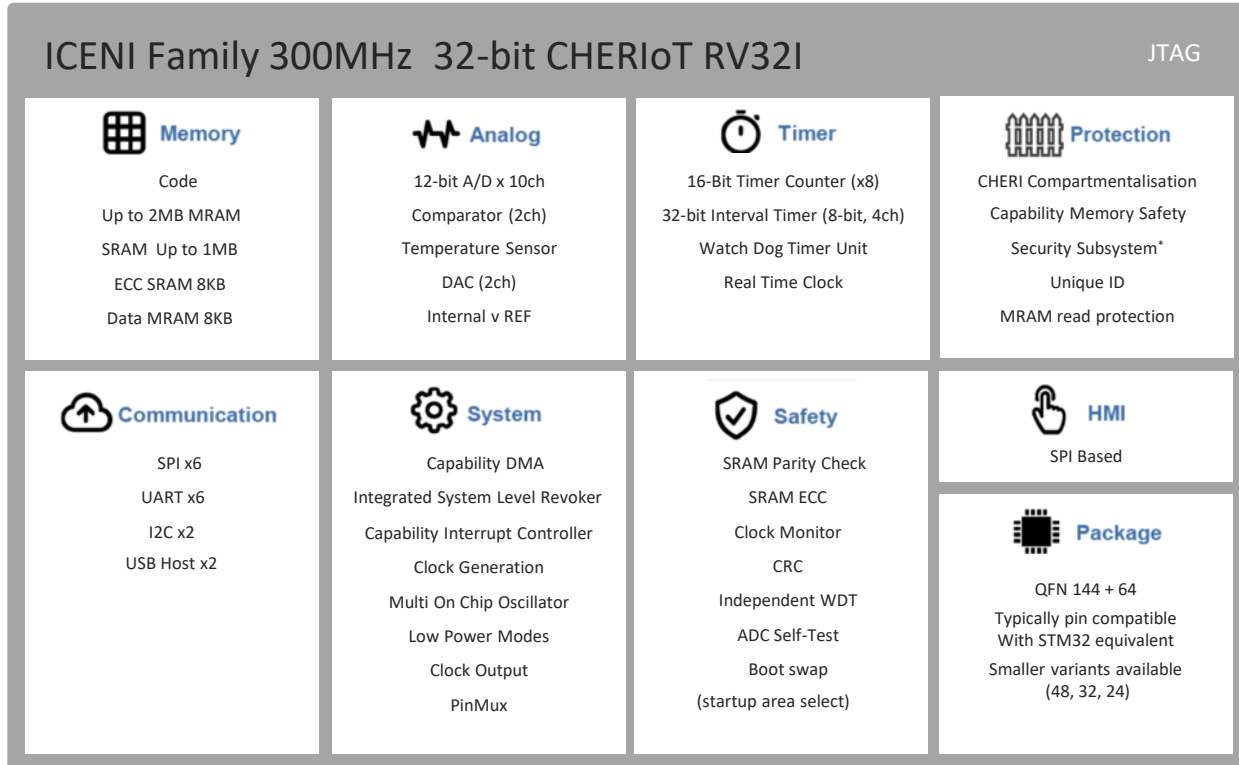 ICENI Family 300MHz 32-bit CHERIoT RV32I
JTAG
Memory
Code
Up to 2MB MRAM
SRAM Up to 1MB
ECC SRAM 8KB
Data MRAM 8KB
Analog
12-bit A/D x 10ch
Comparator (2ch)
Temperature Sensor
DAC (2ch)
Internal v REF
Timer
16-Bit Timer Counter (x8)
32-bit Interval Timer (8-bit, 4ch)
Watch Dog Timer Unit
Real Time Clock
Protection
CHERI Compartmentalisation
Capability Memory Safety
Security Subsystem*
Unique ID
MRAM read protection
Communication
SPI x6
UART x6
I2C x2
USB Host x2
System
Capability DMA
Integrated System Level Revoker
Capability Interrupt Controller
Clock Generation
Multi On Chip Oscillator
Low Power Modes
Clock Output
PinMux
Safety
SRAM Parity Check
SRAM ECC
Clock Monitor
CRC
Independent WDT
ADC Self-Test
Boot swap
(startup area select)
HMI
SPI Based
Package
QFN 144 + 64
Typically pin compatible
With STM32 equivalent
Smaller variants available
(48, 32, 24)